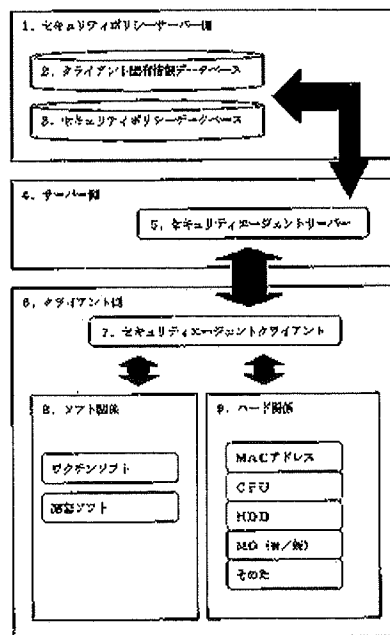 1. セキュリティポリシーサーバー側
2. クライアント固有情報データベース
3. セキュリティポリシーデータベース
4. サーバー側
5. セキュリティエージェントサーバー
6. クライアント側
7. セキュリティエージェントクライアント
8. ソフト関係
ワクチンソフト
ソフト
9. ハード関係
MACアドレス
CPU
HDD
MO（有／無）
そのた